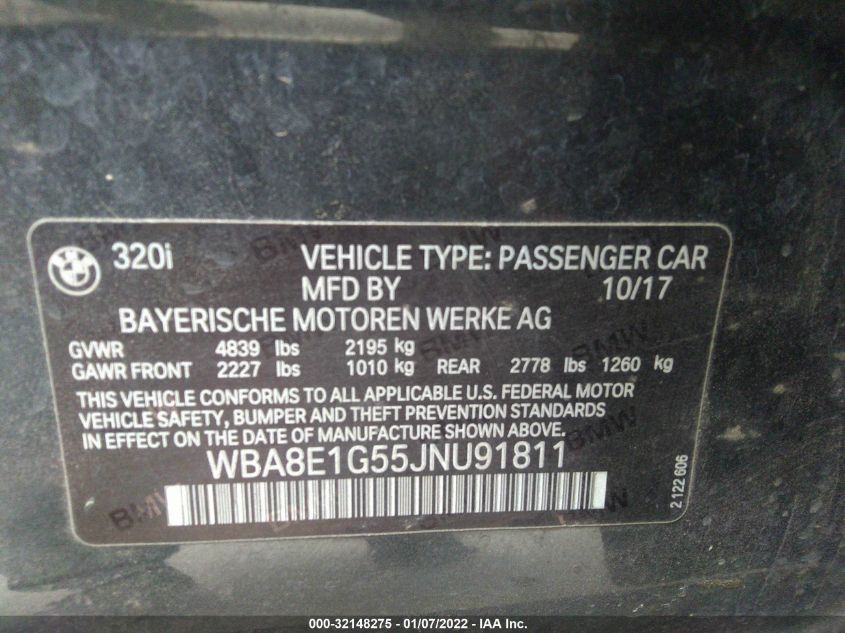 320i VEHICLE TYPE: PASSENGER CAR
MFD BY 10/17
BAYERISCHE MOTOREN WERKE AG
GVWR 4839 lbs 2195 kg
GAWR FRONT 2227 lbs 1010 kg REAR 2778 lbs 1260 kg
THIS VEHICLE CONFORMS TO ALL APPLICABLE U.S. FEDERAL MOTOR
VEHICLE SAFETY, BUMPER AND THEFT PREVENTION STANDARDS
IN EFFECT ON THE DATE OF MANUFACTURE SHOWN ABOVE.
WBA8E1G55JNU91811
2 122 606
000-32148275 - 01/07/2022 - IAA Inc.